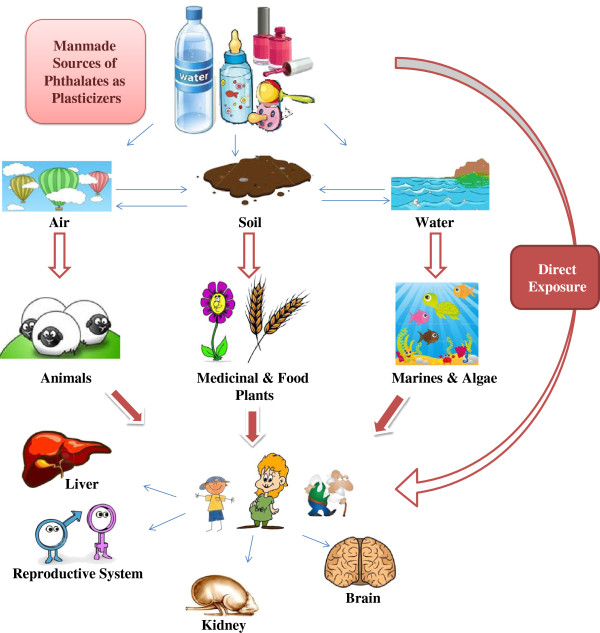 Manmade
Sources of
Phthalates as
Plasticizers
water
Air
Soil
Water
Direct
Exposure
Animals
Medicinal & Food
Plants
Marines & Algae
Liver
Reproductive System
Kidney
Brain